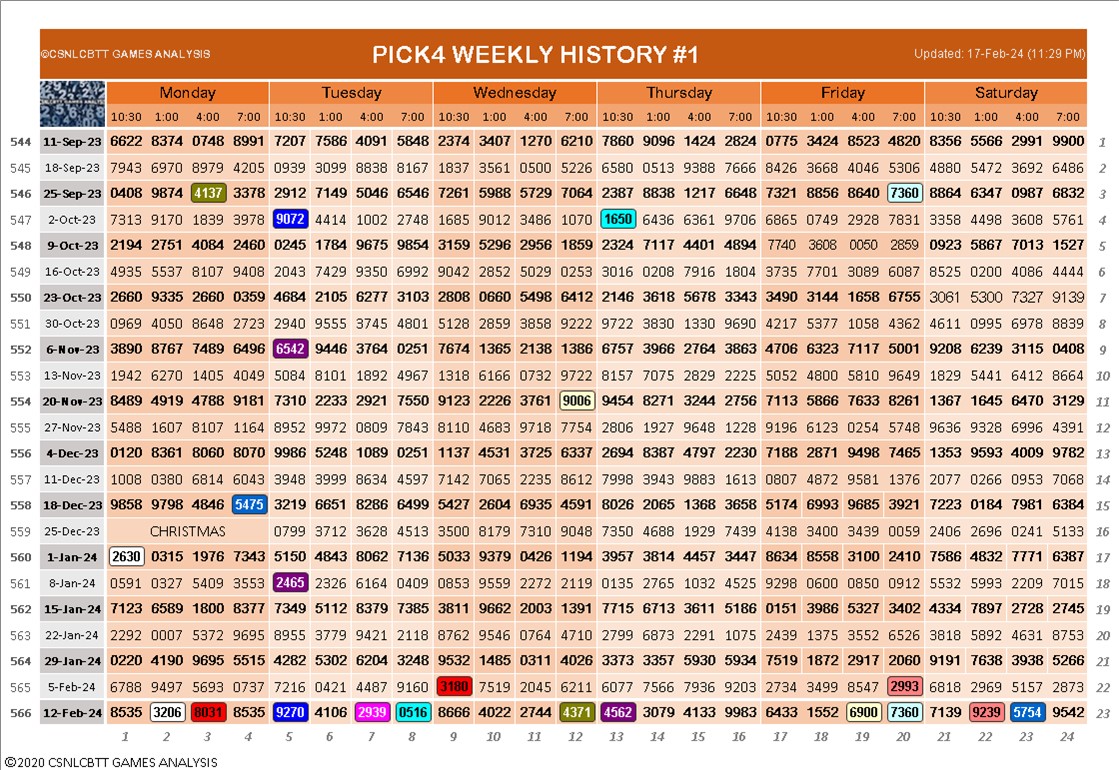 ©CSNLCBTT GAMES ANALYSIS PICK4 WEEKLY HISTORY #1 Updated: 17-Feb-24 (11:29 PM)
Monday Tuesday Wednesday Thursday Friday Saturday
10:30 1:00 4:00 7:00 10:30 1:00 4:00 7:00 10:30 1:00 4:00 7:00 10:30 1:00 4:00 7:00 10:30 1:00 4:00 7:00 10:30 1:00 4:00 7:00
544 11-Sep-23 6622 8374 0748 8991 7207 7586 4091 5848 2374 3407 1270 6210 7860 9096 1424 2824 0775 3424 8523 4820 8356 5566 2991 9900 1
545 18-Sep-23 7943 6970 8979 4205 0939 3099 8838 8167 1837 3561 0500 5226 6580 0513 9388 7666 8426 3668 4046 5306 4880 5472 3692 6486 2
546 25-Sep-23 0408 9874 4137 3378 2912 7149 5046 6546 7261 5988 5729 7064 2387 8038 1217 6648 7321 8856 8640 7360 8864 6347 0987 6832 3
547 2-Oct-23 7313 9170 1839 3978 9072 4414 1002 2748 1685 9012 3486 1070 1650 6436 6361 9706 6865 0749 2928 7831 3358 4498 3608 5761 4
548 9-Oct-23 2194 2751 4084 2460 0245 1784 9675 9854 3159 5296 2956 1859 2324 7117 4401 4894 7740 3608 0050 2859 0923 5867 7013 1527 5
549 16-Oct-23 4935 5537 8107 9408 2043 7429 9350 6992 9042 2852 5029 0253 3016 0208 7916 1804 3735 7701 3089 6087 8525 0200 4086 4444 6
550 23-Oct-23 2660 9335 2660 0359 4684 2105 6277 3103 2808 0660 5498 6412 2146 3618 5678 3343 3490 3144 1658 6755 3061 5300 7327 9139 7
551 30-Oct-23 0969 4050 8648 2723 2940 9555 3745 4801 5128 2859 3858 9222 9722 3830 1330 9690 4217 5377 1058 4362 4611 0995 6978 8839 8
552 6-Nov-23 3890 8767 7489 6496 6542 9446 3764 0251 7674 1365 2138 1386 6757 3966 2764 3863 4706 6323 7117 5001 9208 6239 3115 0408 9
553 13-Nov-23 1942 6270 1405 4049 5084 8101 1892 4967 1318 6166 0732 9722 8157 7075 2829 2225 5052 4800 5810 9649 1829 5441 6412 8664 10
554 20-Nov-23 8489 4919 4788 9181 7310 2233 2921 7550 9123 2226 3761 9006 9454 8271 3244 2756 7113 5866 7633 8261 1367 1645 6470 3129 11
555 27-Nov-23 5488 1607 8107 1164 8952 9972 0809 7843 8110 4683 9718 7754 2806 1927 9648 1228 9196 6123 0254 5748 9636 9328 6996 4391 12
556 4-Dec-23 0120 8361 8060 8070 9986 5248 1089 0251 1137 4531 3725 6337 2694 8387 4797 2230 7188 2871 9498 7465 1353 9593 4009 9782 13
557 11-Dec-23 1008 0380 6814 6043 3948 3999 8634 4597 7142 7065 2235 8612 7998 3943 9883 1613 0807 4872 9581 1376 2077 0266 0953 7068 14
558 18-Dec-23 9858 9798 4846 5475 3219 6651 8286 6499 5427 2604 6935 4591 8026 2065 1368 3658 5174 6993 9685 3921 7223 0184 7981 6384 15
559 25-Dec-23 CHRISTMAS 0799 3712 3628 4513 3500 8179 7310 9048 7350 4688 1929 7439 4138 3400 3439 0059 2406 2696 0241 5133 16
560 1-Jan-24 2630 0315 1976 7343 5150 4843 8062 7136 5033 9379 0426 1194 3957 3814 4457 3447 8634 8558 3100 2410 7586 4832 7771 6387 17
561 8-Jan-24 0591 0327 5409 3553 2465 2326 6164 0409 0853 9559 2272 2119 0135 2765 1032 4525 9298 0600 0850 0912 5532 5993 2209 7015 18
562 15-Jan-24 7123 6589 1800 8377 7349 5112 8379 7385 3811 9662 2003 1391 7715 6713 3611 5186 0151 3986 5327 3402 4334 7897 2728 2745 19
563 22-Jan-24 2292 0007 5372 9695 8955 3779 9421 2118 8762 9546 0764 4710 2799 6873 2291 1075 2439 1375 3552 6526 3818 5892 4631 8753 20
564 29-Jan-24 0220 4190 9695 5515 4282 5302 6204 3248 9532 1485 0311 4026 3373 3357 5930 5934 7519 1872 2917 2060 9191 7638 3938 5266 21
565 5-Feb-24 6788 9497 5693 0737 7216 0421 4487 9160 3180 7519 2045 6211 6077 7566 7936 9203 2734 3499 8547 2993 6818 2969 5157 2873 22
566 12-Feb-24 8535 3206 8031 8535 9270 4106 2939 0516 8666 4022 2744 4371 4562 3079 4133 9983 6433 1552 6900 7360 7139 9239 5754 9542 23
1 2 3 4 5 6 7 8 9 10 11 12 13 14 15 16 17 18 19 20 21 22 23 24
©2020 CSNLCBTT GAMES ANALYSIS